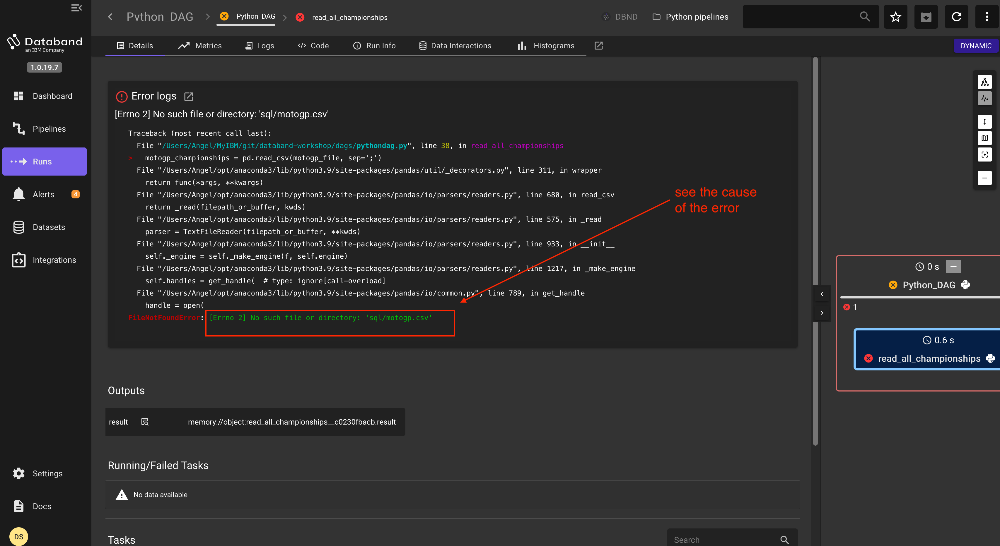 Python_DAG
Python_DAG
read_all_championships
DBND
Python pipelines
Databand
an IBM Company
1.0.19.7
Dashboard
Pipelines
Runs
Alerts
4
Datasets
Integrations
Settings
Docs
DS
Details
Metrics
Logs
Code
Run Info
Data Interactions
Histograms
DYNAMIC
Error logs
[Errno 2] No such file or directory: 'sql/motogp.csv'
Traceback (most recent call last):
File "/Users/Angel/MyIBM/git/databand-workshop/dags/pythondag.py", line 38, in read_all_championships
> motogp_championships = pd.read_csv(motogp_file, sep=';')
File "/Users/Angel/opt/anaconda3/lib/python3.9/site-packages/pandas/util/_decorators.py", line 311, in wrapper
return func(*args, **kwargs)
File "/Users/Angel/opt/anaconda3/lib/python3.9/site-packages/pandas/io/parsers/readers.py", line 680, in read_csv
return _read(filepath_or_buffer, kwds)
File "/Users/Angel/opt/anaconda3/lib/python3.9/site-packages/pandas/io/parsers/readers.py", line 575, in _read
parser = TextFileReader(filepath_or_buffer, **kwds)
File "/Users/Angel/opt/anaconda3/lib/python3.9/site-packages/pandas/io/parsers/readers.py", line 933, in __init__
self._engine = self._make_engine(f, self.engine)
File "/Users/Angel/opt/anaconda3/lib/python3.9/site-packages/pandas/io/parsers/readers.py", line 1217, in _make_engine
self.handles = get_handle(  # type: ignore[call-overload]
File "/Users/Angel/opt/anaconda3/lib/python3.9/site-packages/pandas/io/common.py", line 789, in get_handle
handle = open(
FileNotFoundError: [Errno 2] No such file or directory: 'sql/motogp.csv'
see the cause
of the error
Outputs
result
memory://object:read_all_championships__c0230fbacb.result
Running/Failed Tasks
No data available
Tasks
Search
0 s
Python_DAG
1
0.6 s
read_all_championships